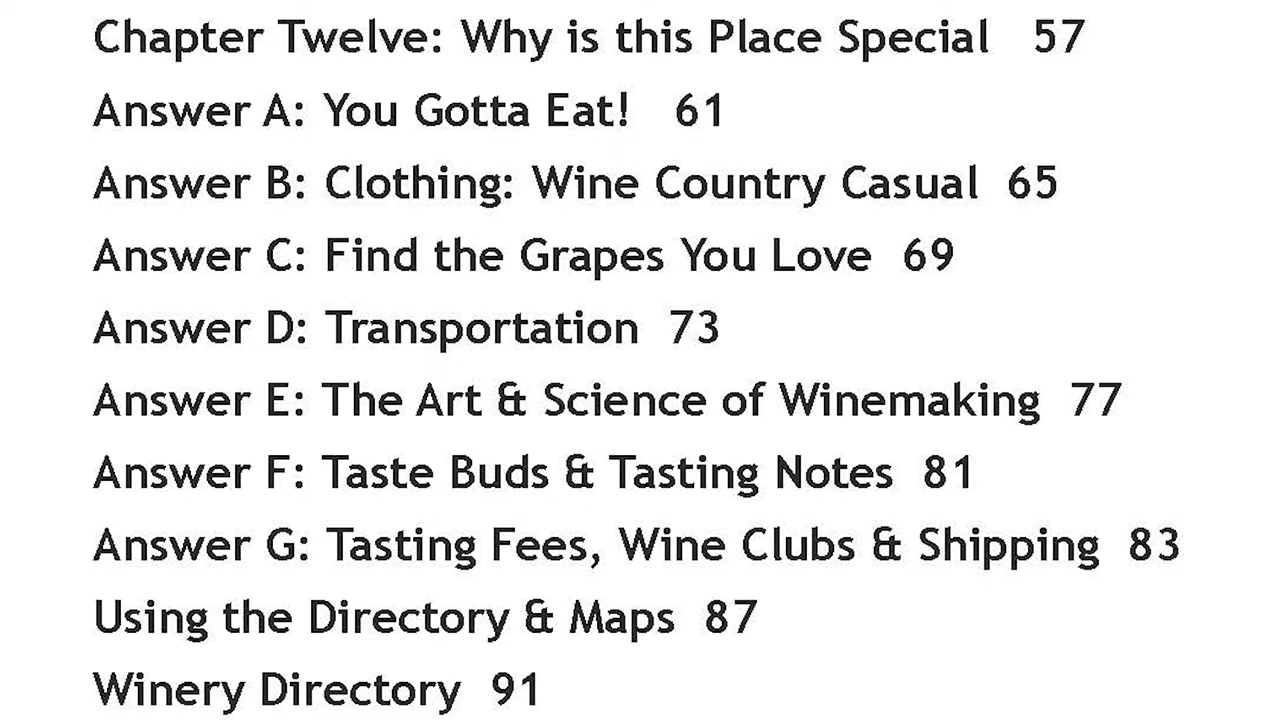 Chapter Twelve: Why is this Place Special 57
Answer A: You Gotta Eat! 61
Answer B: Clothing: Wine Country Casual 65
Answer C: Find the Grapes You Love 69
Answer D: Transportation 73
Answer E: The Art & Science of Winemaking 77
Answer F: Taste Buds & Tasting Notes 81
Answer G: Tasting Fees, Wine Clubs & Shipping 83
Using the Directory & Maps 87
Winery Directory 91